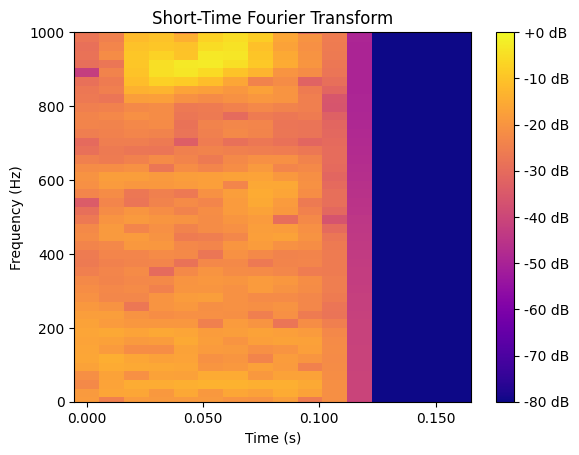 Short-Time Fourier Transform
1000
800
600
400
200
0
Frequency (Hz)
0.000
0.050
0.100
0.150
Time (s)
+0 dB
-10 dB
-20 dB
-30 dB
-40 dB
-50 dB
-60 dB
-70 dB
-80 dB